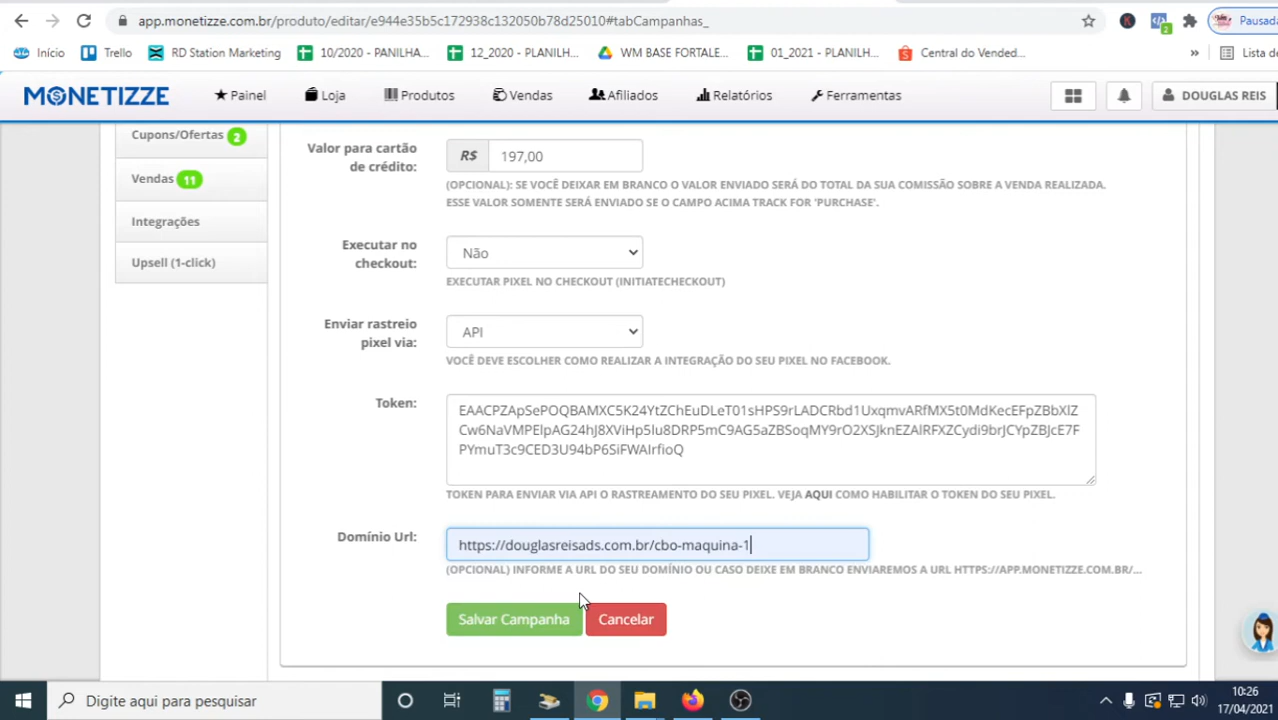 app.monetizze.com.br/produto/editar/e944e35b5c172938c132050b78d25010#tabCampanhas_
Pausada
Início
Trello
RD Station Marketing
10/2020 - PANILHA...
12_2020 - PLANILH...
WM BASE FORTALE...
01_2021 - PLANILH...
Central do Vended...
»
Lista de
MONETIZZE
Painel
Loja
Produtos
Vendas
Afiliados
Relatórios
Ferramentas
DOUGLAS REIS
Cupons/Ofertas 2
Vendas 11
Integrações
Upsell (1-click)
Valor para cartão
de crédito:
R$ 197,00
(OPCIONAL): SE VOCÊ DEIXAR EM BRANCO O VALOR ENVIADO SERÁ DO TOTAL DA SUA COMISSÃO SOBRE A VENDA REALIZADA.
ESSE VALOR SOMENTE SERÁ ENVIADO SE O CAMPO ACIMA TRACK FOR 'PURCHASE'.
Executar no
checkout:
Não
EXECUTAR PIXEL NO CHECKOUT (INITIATECHECKOUT)
Enviar rastreio
pixel via:
API
VOCÊ DEVE ESCOLHER COMO REALIZAR A INTEGRAÇÃO DO SEU PIXEL NO FACEBOOK.
Token:
EAACPZApSePOQBAMXC5K24YtZChEuDLeT01sHPS9rLADCRbd1UxqmvARfMX5t0MdKecEFpZBbXlZ
Cw6NaVMPElpAG24hJ8XViHp5lu8DRP5mC9AG5aZBSoqMY9rO2XSJknEZAlRFXZCydi9brJCYpZBJcE7F
PYmuT3c9CED3U94bP6SiFWAIrfioQ
TOKEN PARA ENVIAR VIA API O RASTREAMENTO DO SEU PIXEL. VEJA AQUI COMO HABILITAR O TOKEN DO SEU PIXEL.
Domínio Url:
https://douglasreisads.com.br/cbo-maquina-1
(OPCIONAL) INFORME A URL DO SEU DOMÍNIO OU CASO DEIXE EM BRANCO ENVIAREMOS A URL HTTPS://APP.MONETIZZE.COM.BR/...
Salvar Campanha
Cancelar
Digite aqui para pesquisar
10:26
17/04/2021